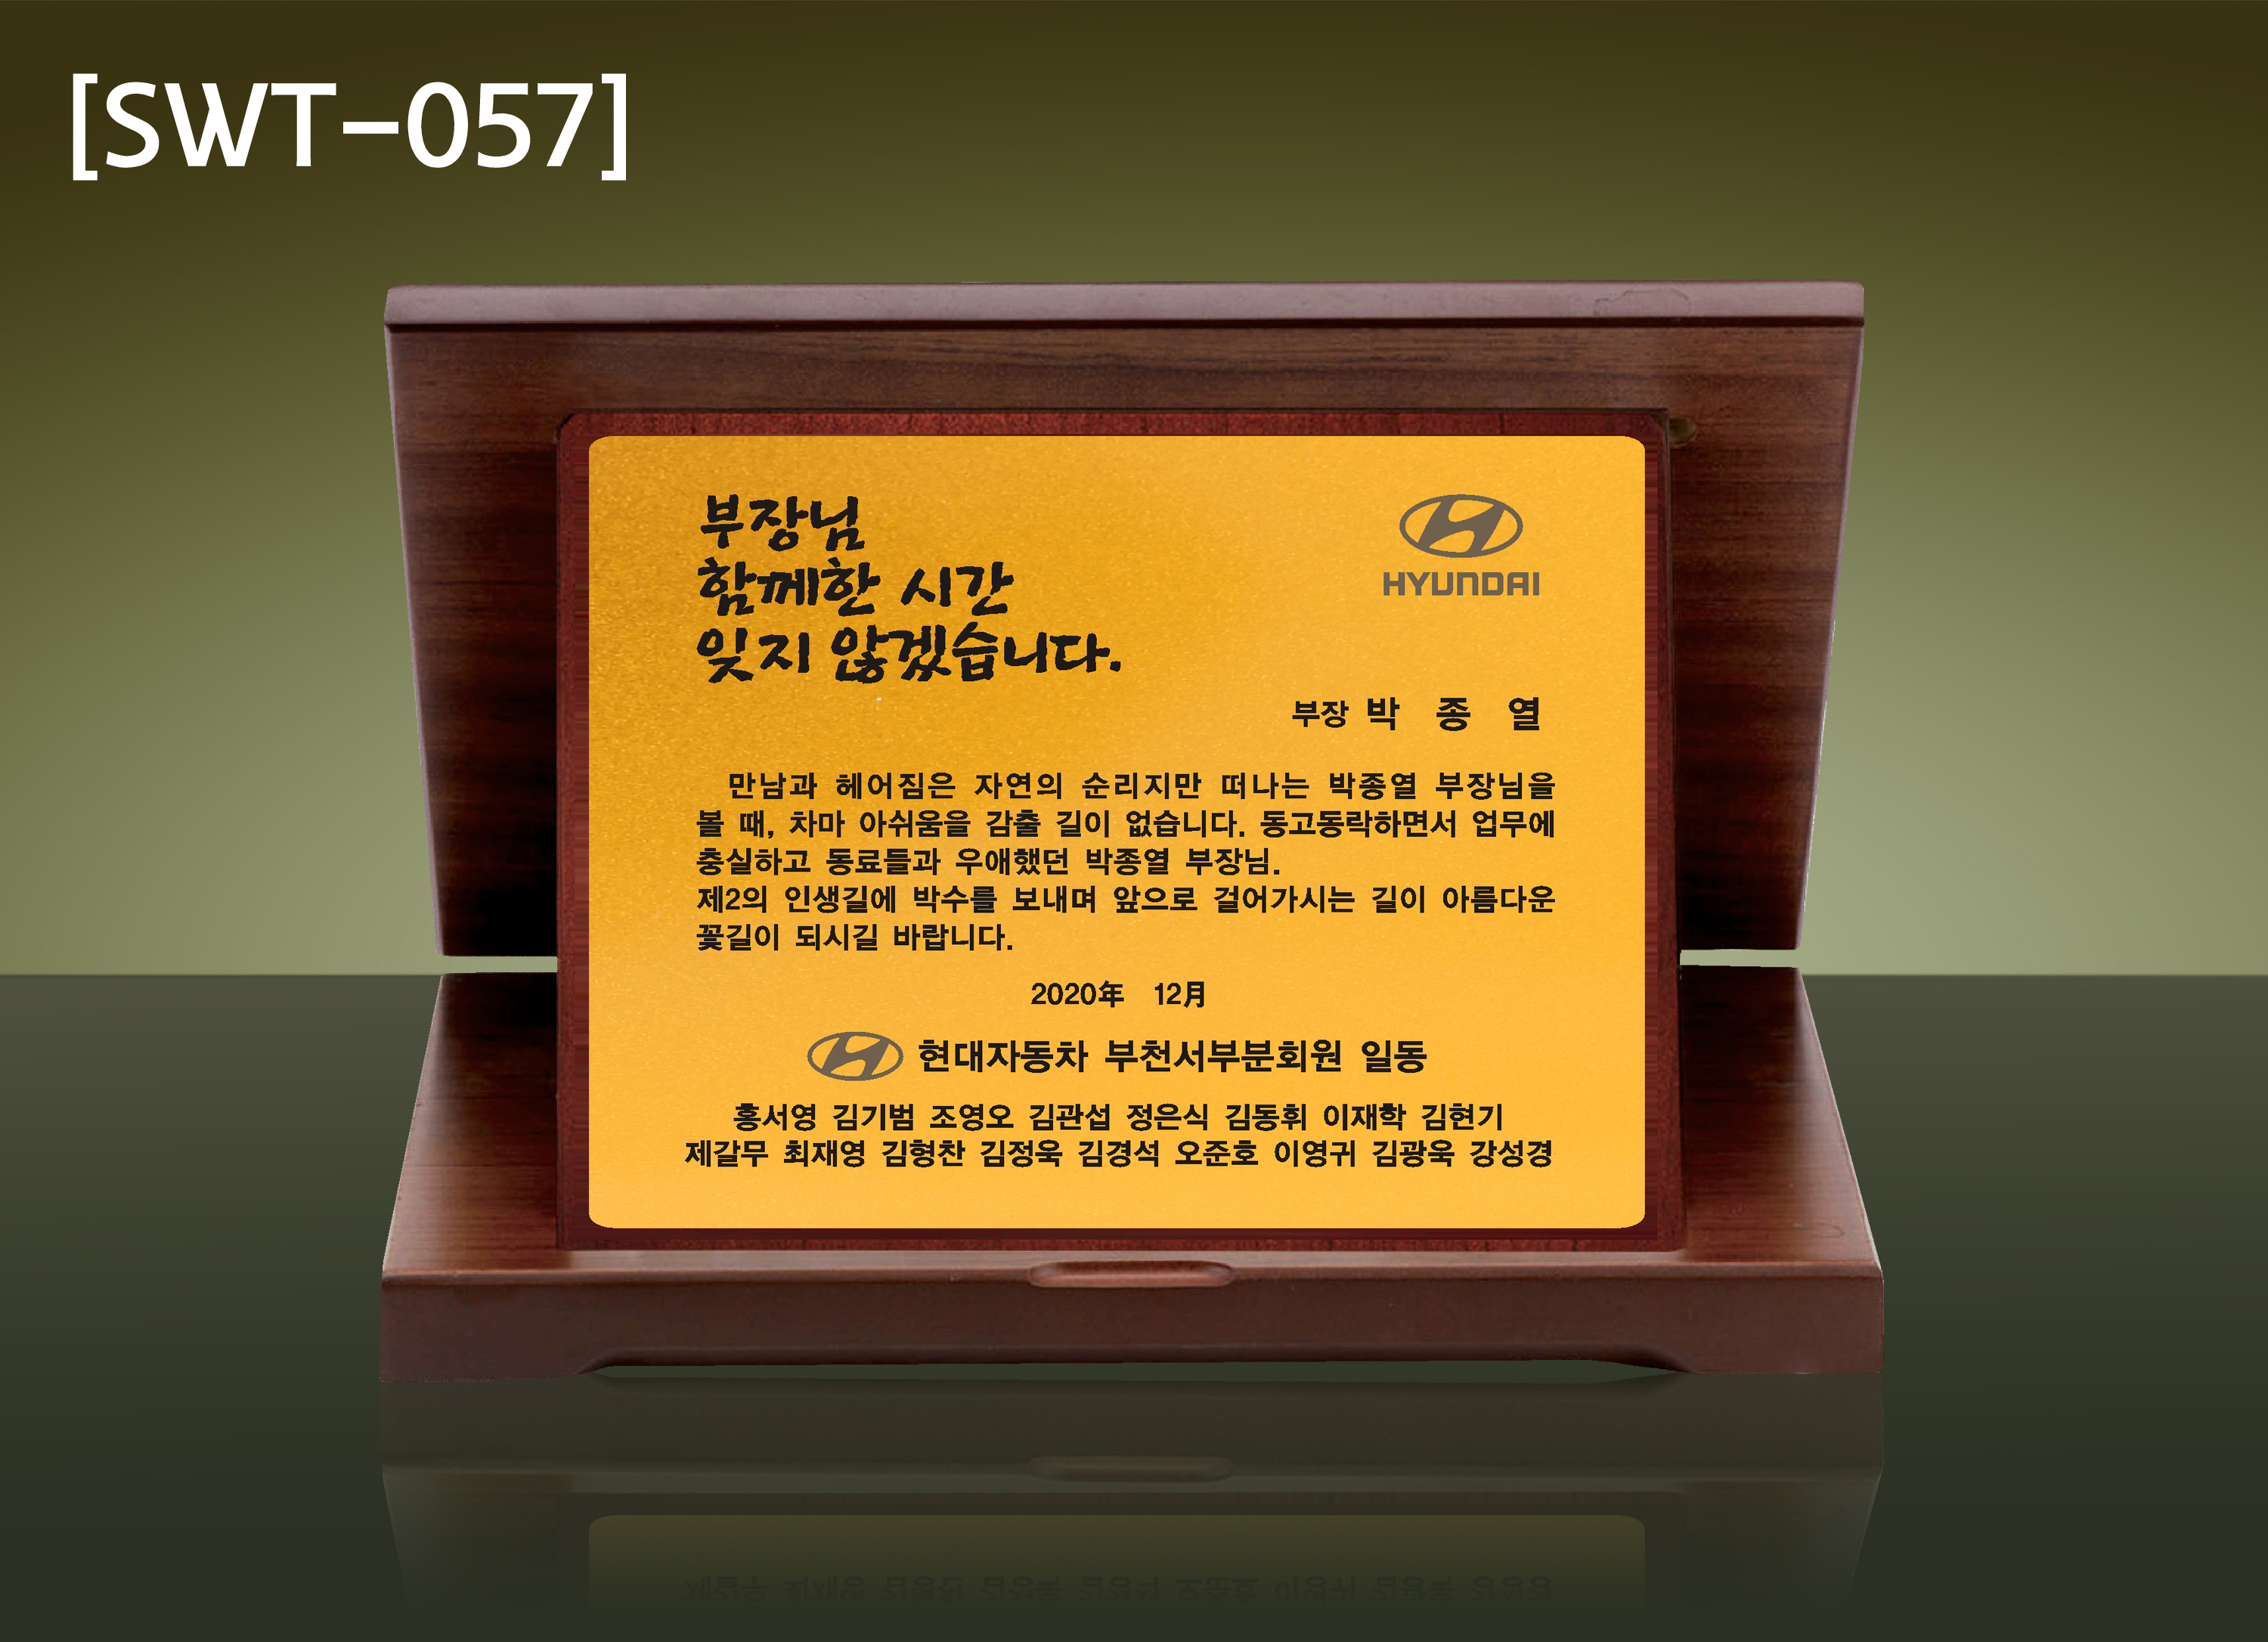 [SWT-057]
부장님
함께한 시간
잊지 않겠습니다.
HYUNDAI
부장 박 종 열
만남과 헤어짐은 자연의 순리지만 떠나는 박종열 부장님을
볼 때, 차마 아쉬움을 감출 길이 없습니다. 동고동락하면서 업무에
충실하고 동료들과 우애했던 박종열 부장님.
제2의 인생길에 박수를 보내며 앞으로 걸어가시는 길이 아름다운
꽃길이 되시길 바랍니다.
2020年 12月
현대자동차 부천서부분회원 일동
홍서영 김기범 조영오 김관섭 정은식 김동휘 이재학 김현기
제갈무 최재영 김형찬 김정욱 김경석 오준호 이영귀 김광욱 강성경